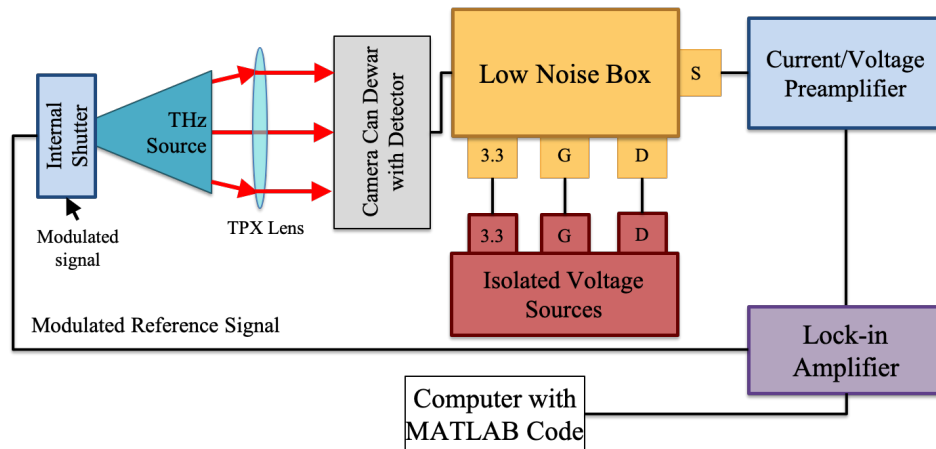 Internal
Shutter
THz
Source
TPX Lens
Modulated
signal
Camera Can Dewar
with Detector
Low Noise Box
S
3.3
G
D
3.3
G
D
Isolated Voltage
Sources
Current/Voltage
Preamplifier
Modulated Reference Signal
Lock-in
Amplifier
Computer with
MATLAB Code